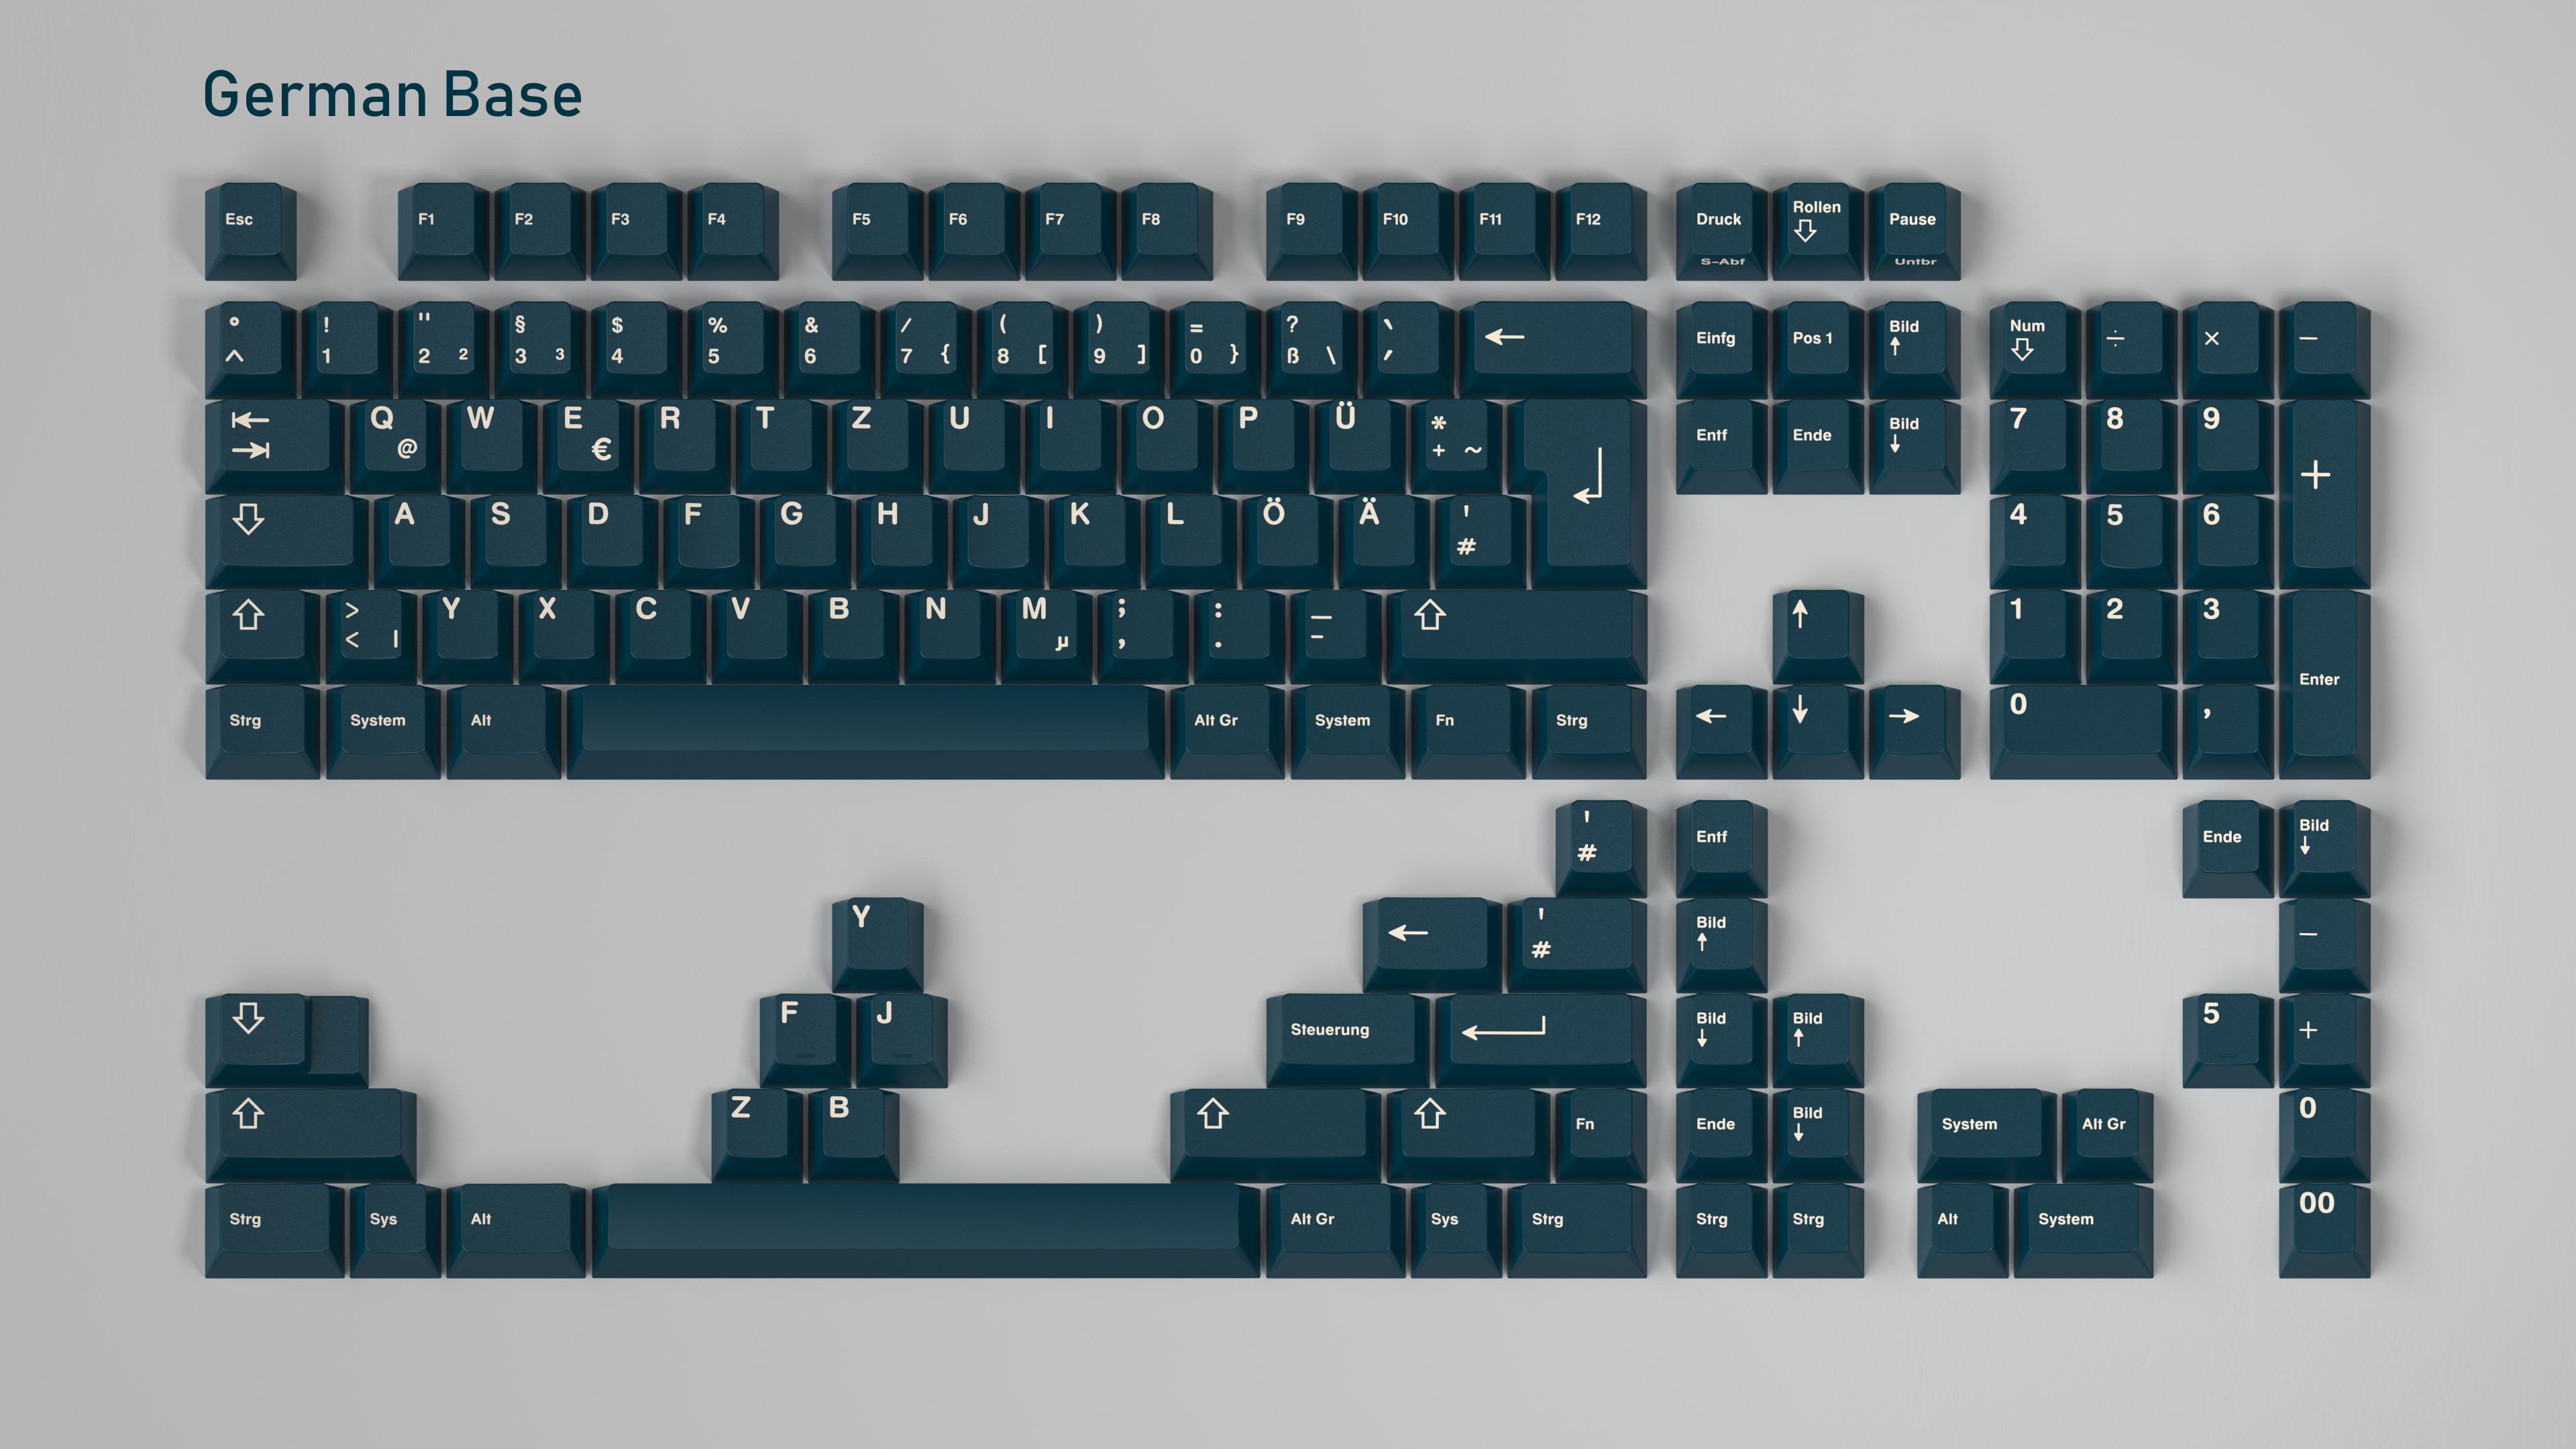 German Base
Esc F1 F2 F3 F4 F5 F6 F7 F8 F9 F10 F11 F12 Druck Rollen ⇩ Pause
S-Abf Untbr
° ! " § $ % & / ( ) = ? `
^ 1 2 ² 3 ³ 4 5 6 7 { 8 [ 9 ] 0 } ß \ ´ ← Einfg Pos 1 Bild ↑ Num ⇩ ÷ × −
⇤ Q W E R T Z U I O P Ü * Entf Ende Bild ↓ 7 8 9 +
⇥ @ € + ~ ↵
⇩ A S D F G H J K L Ö Ä ' 4 5 6
#
⇧ > Y X C V B N M ; : _ ⇧ ↑ 1 2 3 Enter
< | µ , . -
Strg System Alt Alt Gr System Fn Strg ← ↓ → 0 ,
' # Entf Ende Bild ↓
Y ← ' # Bild ↑ −
⇩ F J Steuerung ↵ Bild ↓ Bild ↑ 5 +
⇧ Z B ⇧ ⇧ Fn Ende Bild ↓ System Alt Gr 0
Strg Sys Alt Alt Gr Sys Strg Strg Strg Alt System 00